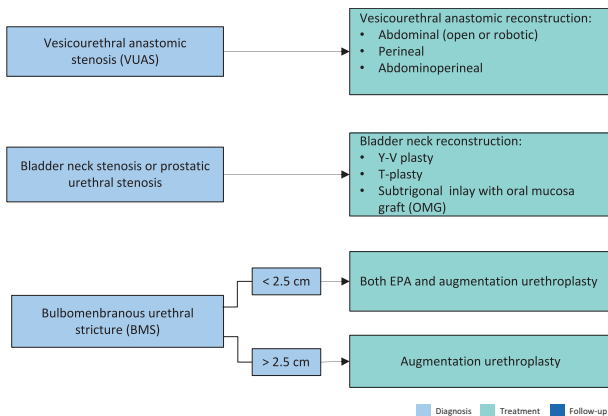 Vesicourethral anastomic
stenosis (VUAS)
Vesicourethral anatomic reconstruction:
• Abdominal (open or robotic)
• Perineal
• Abdominoperineal
Bladder neck stenosis or prostatic
urethral stenosis
Bladder neck reconstruction:
• Y-V plasty
• T-plasty
• Subtrigonal inlay with oral mucosa
graft (OMG)
Bulbomenbranous urethral
stricture (BMS)
< 2.5 cm
Both EPA and augmentation urethroplasty
> 2.5 cm
Augmentation urethroplasty
Diagnosis Treatment Follow-up